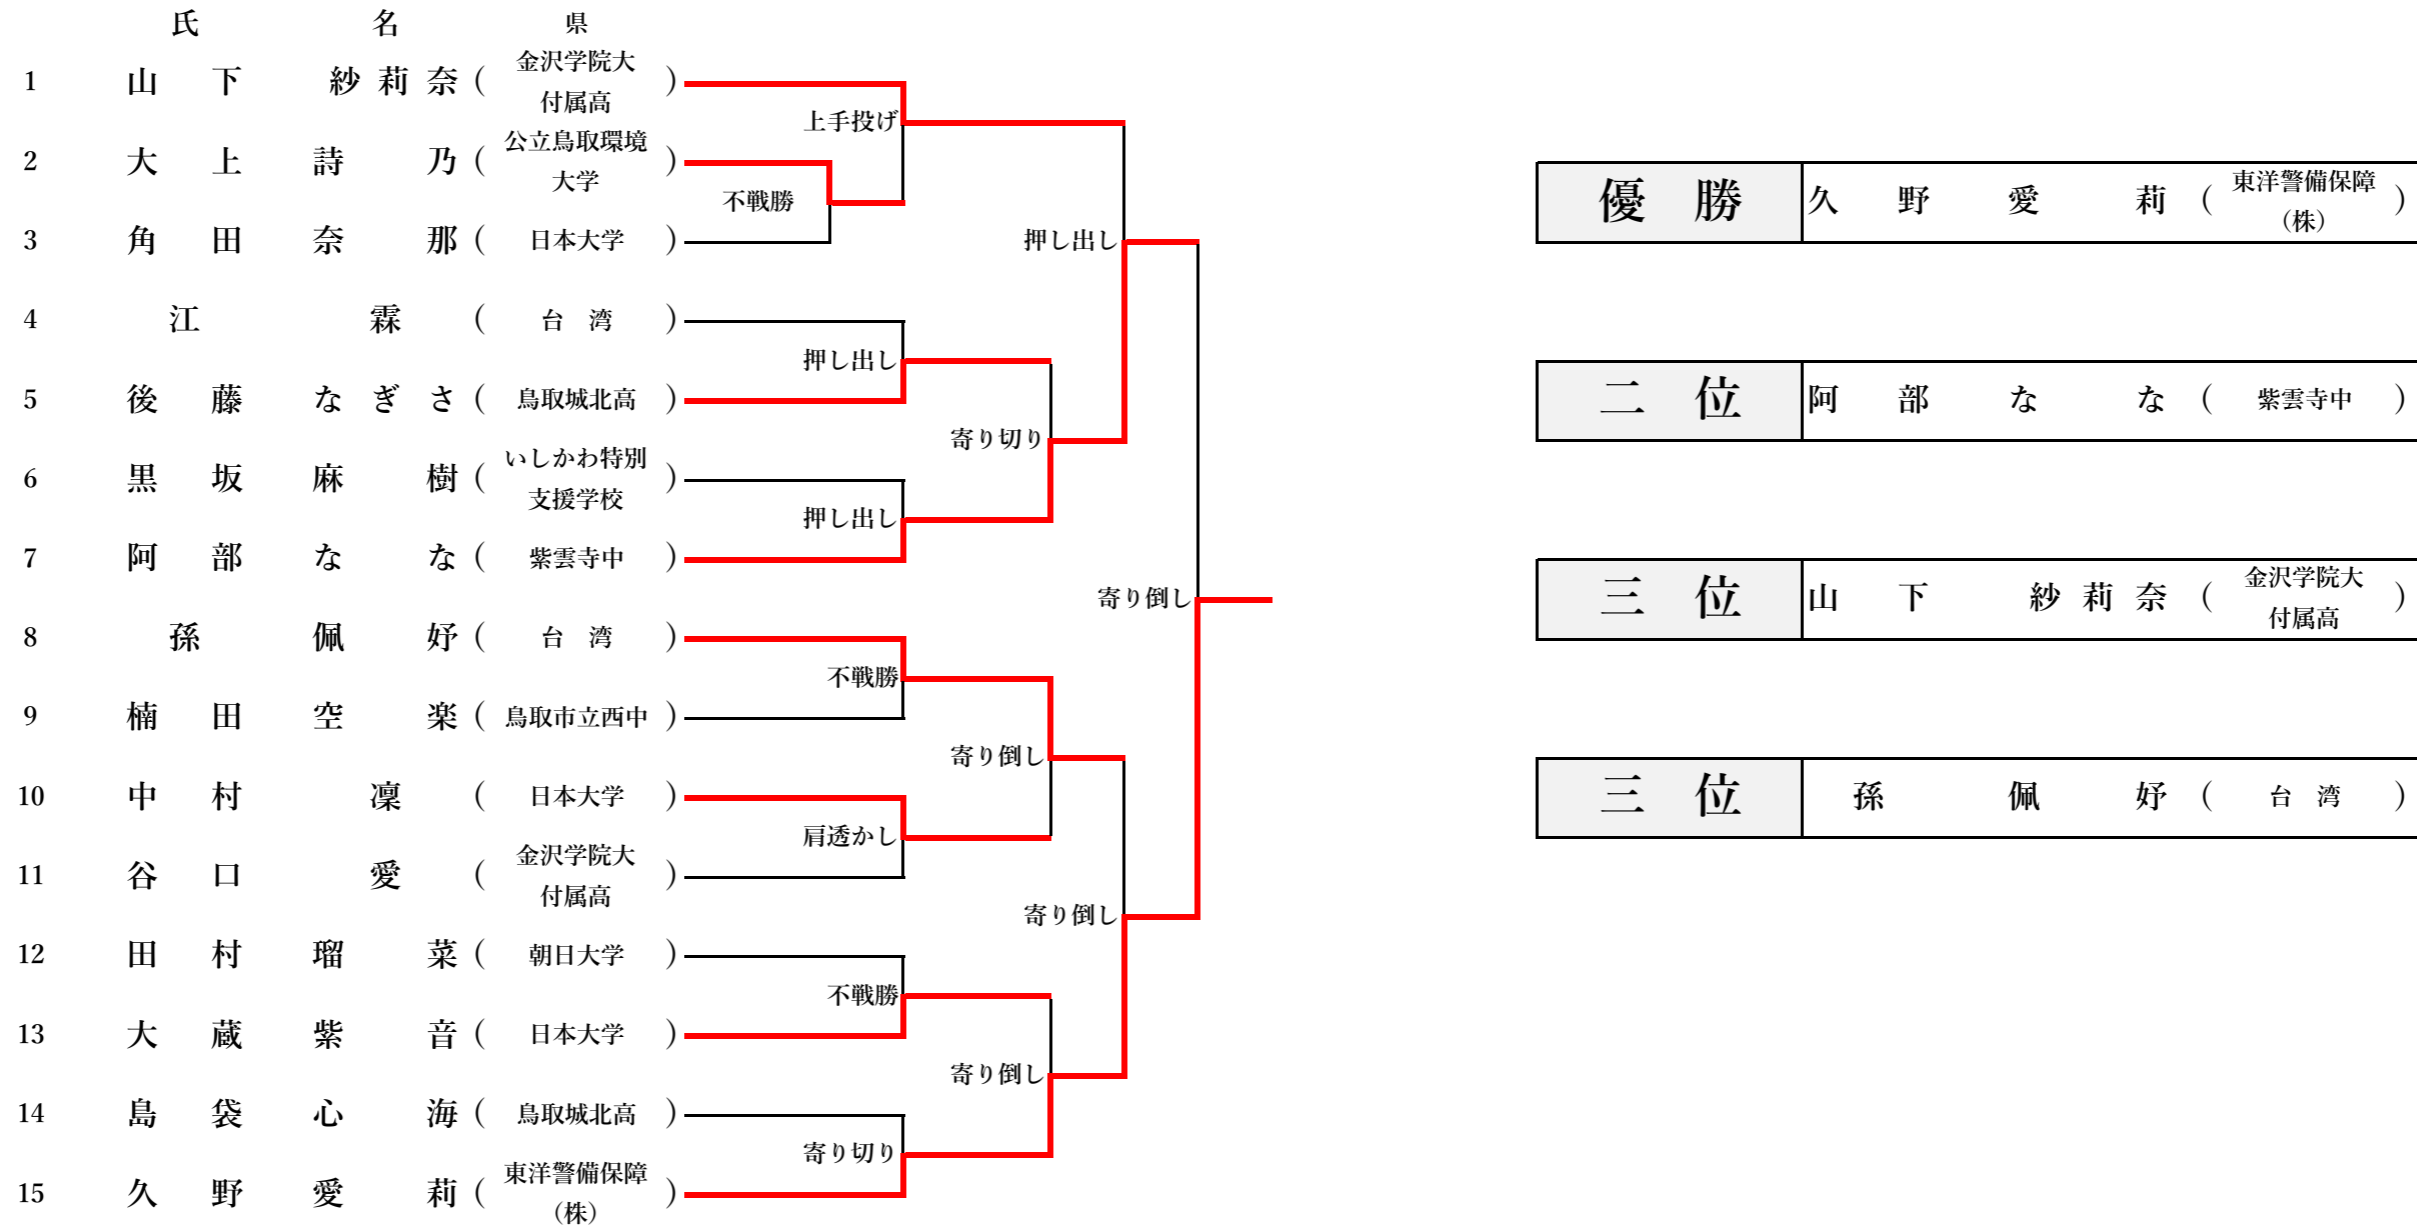 氏 名 県
1 山下 紗莉奈 ( 金沢学院大付属高 )
上手投げ
2 大上詩乃 ( 公立鳥取環境大学 )
不戦勝
3 角田奈那 ( 日本大学 )
押し出し
4 江霖 ( 台 湾 )
押し出し
5 後藤なぎさ ( 鳥取城北高 )
寄り切り
6 黒坂麻樹 ( いしかわ特別支援学校 )
押し出し
7 阿部なな ( 紫雲寺中 )
寄り倒し
8 孫佩妤 ( 台 湾 )
不戦勝
9 楠田空楽 ( 鳥取市立西中 )
寄り倒し
10 中村凜 ( 日本大学 )
肩透かし
11 谷口愛 ( 金沢学院大付属高 )
寄り倒し
12 田村瑠菜 ( 朝日大学 )
不戦勝
13 大蔵紫音 ( 日本大学 )
寄り倒し
14 島袋心海 ( 鳥取城北高 )
寄り切り
15 久野愛莉 ( 東洋警備保障（株） )
優 勝 久野愛莉 ( 東洋警備保障（株） )
二 位 阿部なな ( 紫雲寺中 )
三 位 山下 紗莉奈 ( 金沢学院大付属高 )
三 位 孫佩妤 ( 台 湾 )